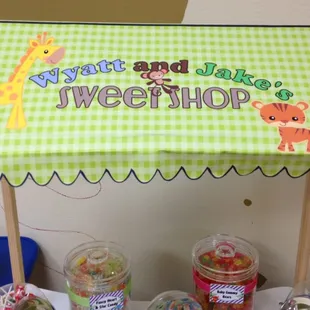 Wyatt and Jake's
SWEET SHOP